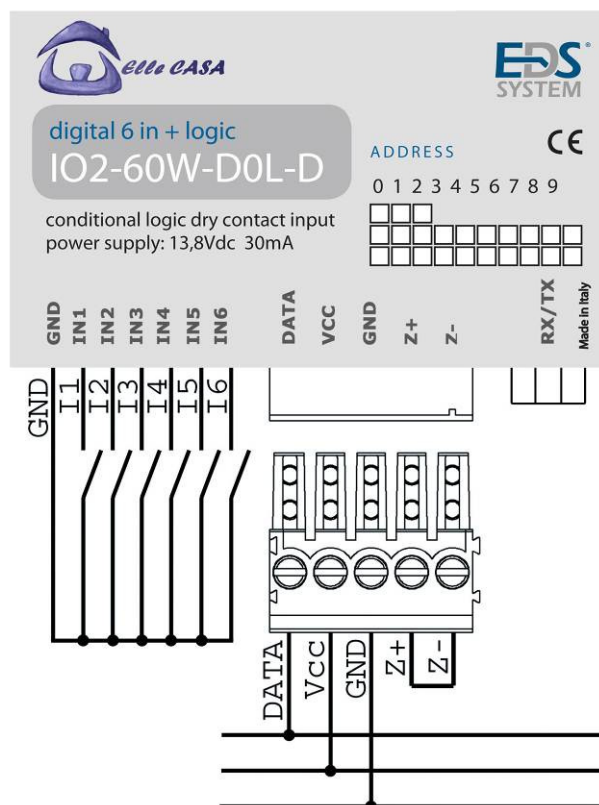 Elle CASA
EDS
SYSTEM
digital 6 in + logic
IO2-60W-D0L-D
ADDRESS
CE
0 1 2 3 4 5 6 7 8 9
conditional logic dry contact input
power supply: 13,8Vdc 30mA
GND IN1 IN2 IN3 IN4 IN5 IN6 DATA VCC GND Z+ Z- RX/TX Made in Italy
GND I1 I2 I3 I4 I5 I6
DATA Vcc GND Z+ Z-